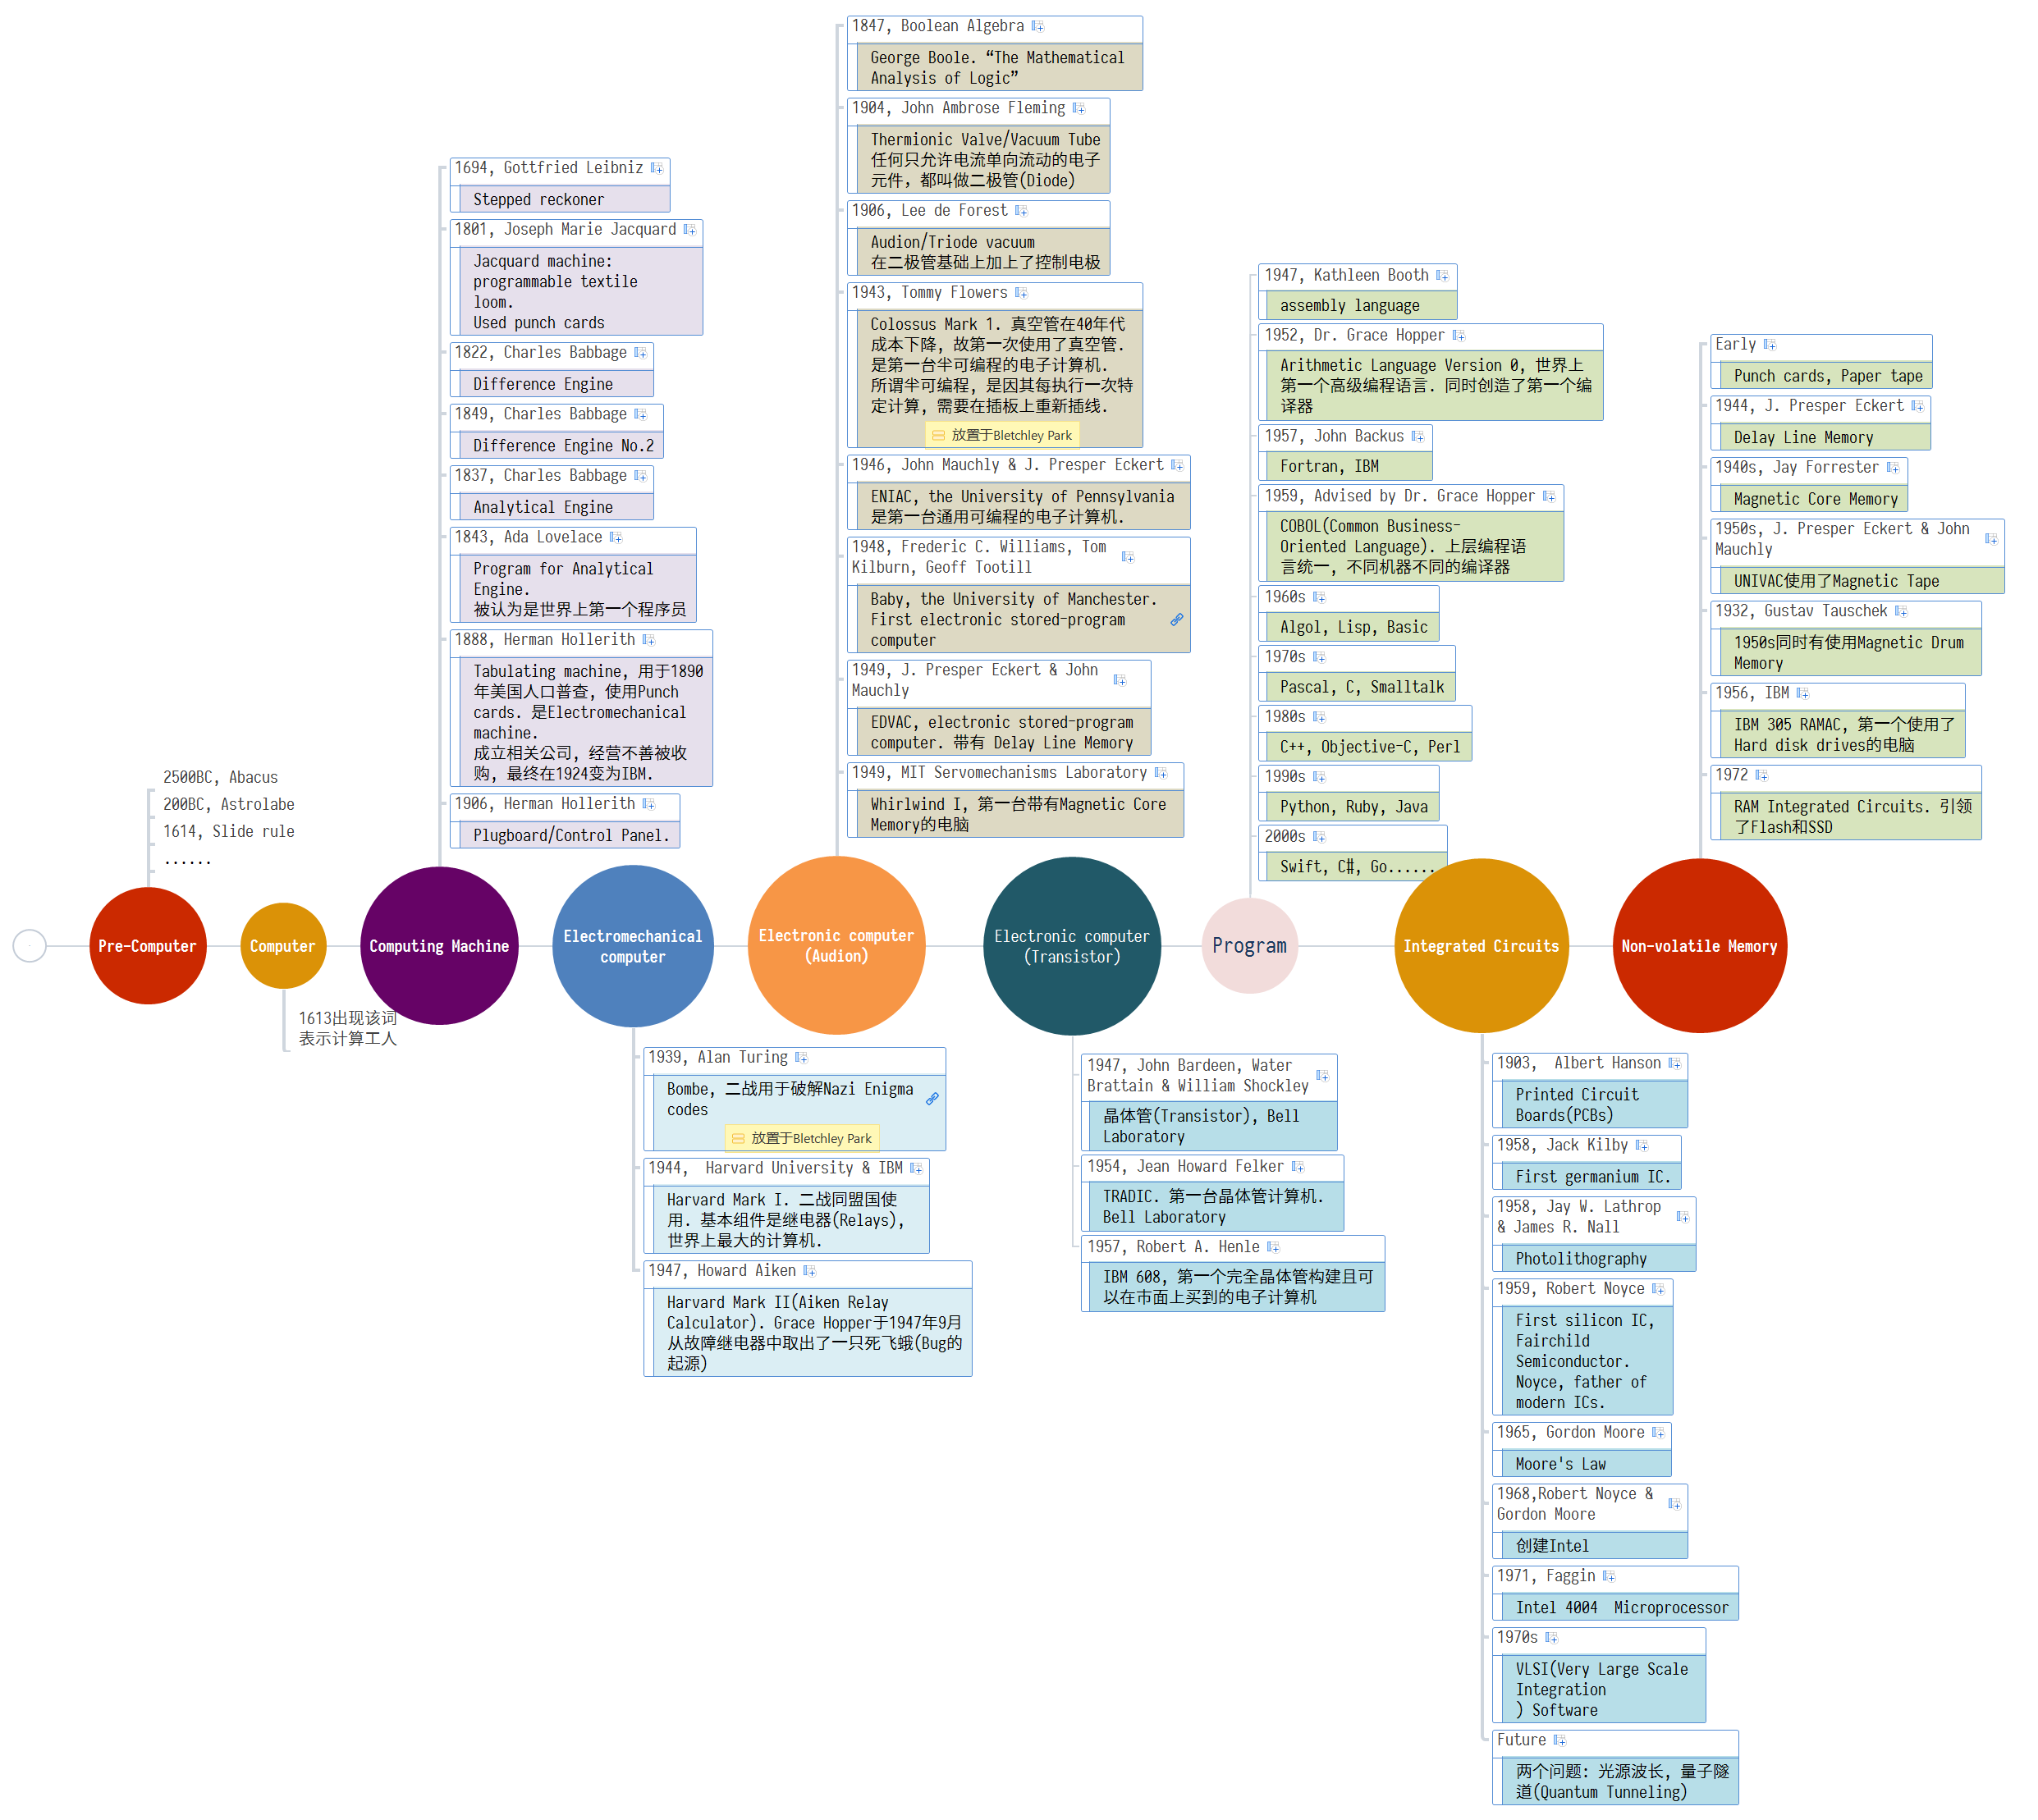 2500BC, Abacus
200BC, Astrolabe
1614, Slide rule
......
Pre-Computer
Computer
1613出现该词
表示计算工人
1694, Gottfried Leibniz
Stepped reckoner
1801, Joseph Marie Jacquard
Jacquard machine:
programmable textile
loom.
Used punch cards
1822, Charles Babbage
Difference Engine
1849, Charles Babbage
Difference Engine No.2
1837, Charles Babbage
Analytical Engine
1843, Ada Lovelace
Program for Analytical
Engine.
被认为是世界上第一个程序员
1888, Herman Hollerith
Tabulating machine, 用于1890
年美国人口普查, 使用Punch
cards. 是Electromechanical
machine.
成立相关公司, 经营不善被收
购, 最终在1924变为IBM.
1906, Herman Hollerith
Plugboard/Control Panel.
Computing Machine
Electromechanical
computer
1939, Alan Turing
Bombe, 二战用于破解Nazi Enigma
codes
放置于Bletchley Park
1944,  Harvard University & IBM
Harvard Mark I. 二战同盟国使
用. 基本组件是继电器(Relays),
世界上最大的计算机.
1947, Howard Aiken
Harvard Mark II(Aiken Relay
Calculator). Grace Hopper于1947年9月
从故障继电器中取出了一只死飞蛾(Bug的
起源)
1847, Boolean Algebra
George Boole. “The Mathematical
Analysis of Logic”
1904, John Ambrose Fleming
Thermionic Valve/Vacuum Tube
任何只允许电流单向流动的电子
元件, 都叫做二极管(Diode)
1906, Lee de Forest
Audion/Triode vacuum
在二极管基础上加上了控制电极
1943, Tommy Flowers
Colossus Mark 1. 真空管在40年代
成本下降, 故第一次使用了真空管.
是第一台半可编程的电子计算机.
所谓半可编程, 是因其每执行一次特
定计算, 需要在插板上重新插线.
放置于Bletchley Park
1946, John Mauchly & J. Presper Eckert
ENIAC, the University of Pennsylvania
是第一台通用可编程的电子计算机.
1948, Frederic C. Williams, Tom
Kilburn, Geoff Tootill
Baby, the University of Manchester.
First electronic stored-program
computer
1949, J. Presper Eckert & John
Mauchly
EDVAC, electronic stored-program
computer. 带有 Delay Line Memory
1949, MIT Servomechanisms Laboratory
Whirlwind I, 第一台带有Magnetic Core
Memory的电脑
Electronic computer
(Audion)
Electronic computer
(Transistor)
1947, John Bardeen, Water
Brattain & William Shockley
晶体管(Transistor), Bell
Laboratory
1954, Jean Howard Felker
TRADIC. 第一台晶体管计算机.
Bell Laboratory
1957, Robert A. Henle
IBM 608, 第一个完全晶体管构建且可
以在市面上买到的电子计算机
1947, Kathleen Booth
assembly language
1952, Dr. Grace Hopper
Arithmetic Language Version 0, 世界上
第一个高级编程语言. 同时创造了第一个编
译器
1957, John Backus
Fortran, IBM
1959, Advised by Dr. Grace Hopper
COBOL(Common Business-
Oriented Language). 上层编程语
言统一, 不同机器不同的编译器
1960s
Algol, Lisp, Basic
1970s
Pascal, C, Smalltalk
1980s
C++, Objective-C, Perl
1990s
Python, Ruby, Java
2000s
Swift, C#, Go......
Program
Integrated Circuits
1903,  Albert Hanson
Printed Circuit
Boards(PCBs)
1958, Jack Kilby
First germanium IC.
1958, Jay W. Lathrop
& James R. Nall
Photolithography
1959, Robert Noyce
First silicon IC,
Fairchild
Semiconductor.
Noyce, father of
modern ICs.
1965, Gordon Moore
Moore's Law
1968,Robert Noyce &
Gordon Moore
创建Intel
1971, Faggin
Intel 4004  Microprocessor
1970s
VLSI(Very Large Scale
Integration
) Software
Future
两个问题: 光源波长, 量子隧
道(Quantum Tunneling)
Early
Punch cards, Paper tape
1944, J. Presper Eckert
Delay Line Memory
1940s, Jay Forrester
Magnetic Core Memory
1950s, J. Presper Eckert & John
Mauchly
UNIVAC使用了Magnetic Tape
1932, Gustav Tauschek
1950s同时有使用Magnetic Drum
Memory
1956, IBM
IBM 305 RAMAC, 第一个使用了
Hard disk drives的电脑
1972
RAM Integrated Circuits. 引领
了Flash和SSD
Non-volatile Memory